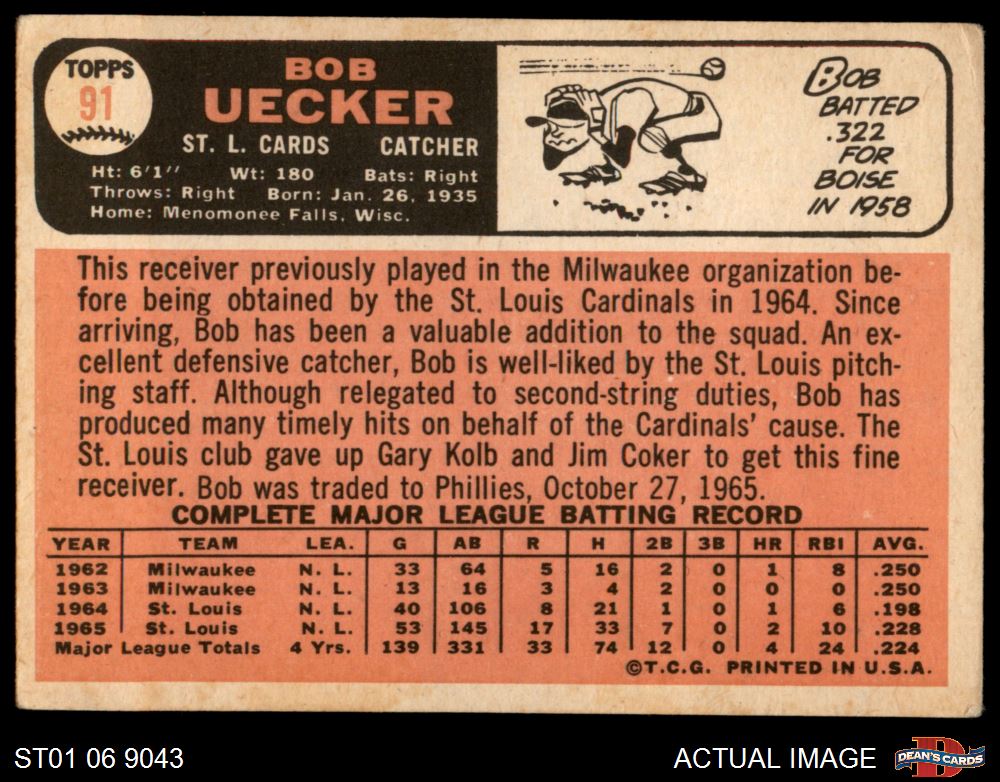 TOPPS
91
BOB
UECKER
ST. L. CARDS CATCHER
Ht: 6'1" Wt: 180 Bats: Right
Throws: Right Born: Jan. 26, 1935
Home: Menomonee Falls, Wisc.
BOB
BATTED
.322
FOR
BOISE
IN 1958
This receiver previously played in the Milwaukee organization be-
fore being obtained by the St. Louis Cardinals in 1964. Since
arriving, Bob has been a valuable addition to the squad. An ex-
cellent defensive catcher, Bob is well-liked by the St. Louis pitch-
ing staff. Although relegated to second-string duties, Bob has
produced many timely hits on behalf of the Cardinals' cause. The
St. Louis club gave up Gary Kolb and Jim Coker to get this fine
receiver. Bob was traded to Phillies, October 27, 1965.
COMPLETE MAJOR LEAGUE BATTING RECORD
YEAR TEAM LEA. G AB R H 2B 3B HR RBI AVG.
1962 Milwaukee N. L. 33 64 5 16 2 0 1 8 .250
1963 Milwaukee N. L. 13 16 3 4 2 0 0 0 .250
1964 St. Louis N. L. 40 106 8 21 1 0 1 6 .198
1965 St. Louis N. L. 53 145 17 33 7 0 2 10 .228
Major League Totals 4 Yrs. 139 331 33 74 12 0 4 24 .224
©T.C.G. PRINTED IN U.S.A.
ST01 06 9043 ACTUAL IMAGE
D
DEAN'S CARDS